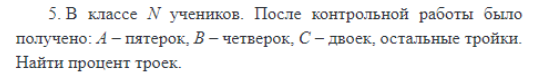 5. В классе N учеников. После контрольной работы было
получено: A – пятерок, B – четверок, C – двоек, остальные тройки.
Найти процент троек.